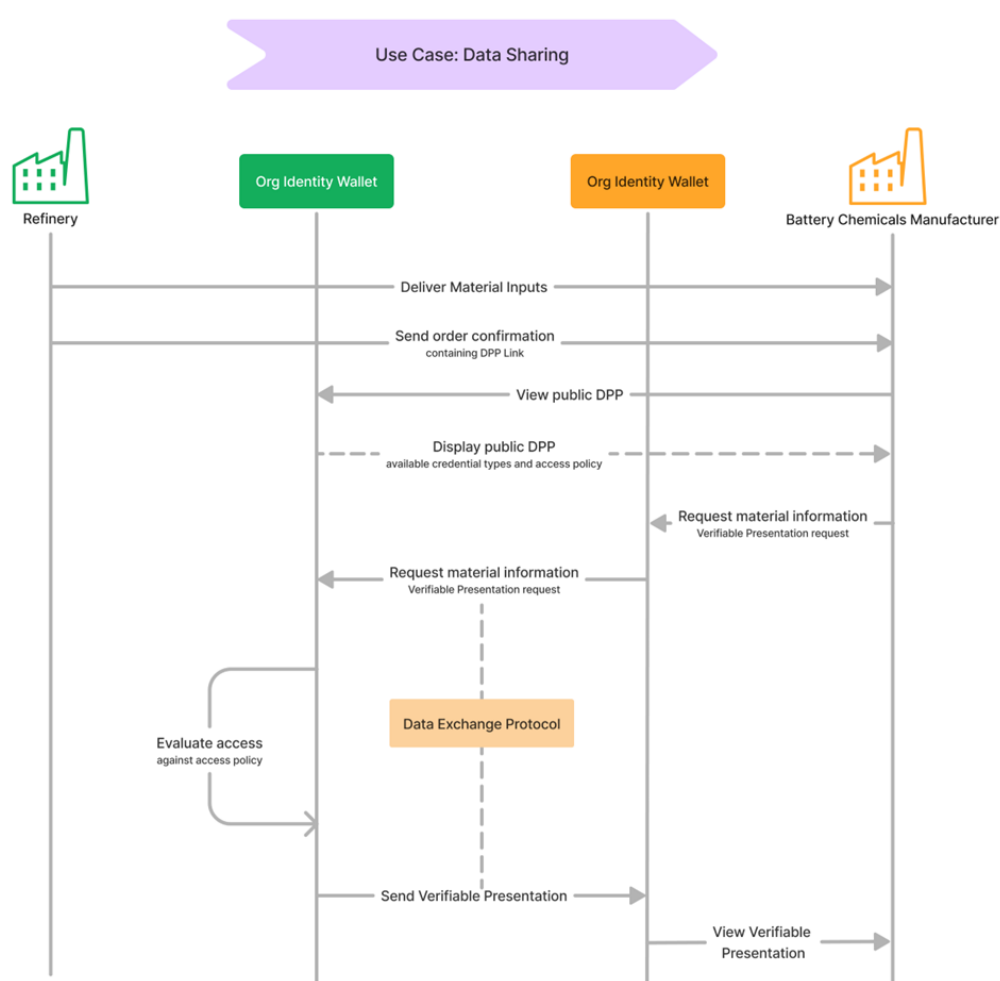 Use Case: Data Sharing
Org Identity Wallet
Org Identity Wallet
Refinery
Battery Chemicals Manufacturer
Deliver Material Inputs
Send order confirmation
containing DPP Link
View public DPP
Display public DPP
available credential types and access policy
Request material information
Verifiable Presentation request
Request material information
Verifiable Presentation request
Data Exchange Protocol
Evaluate access
against access policy
Send Verifiable Presentation
View Verifiable
Presentation